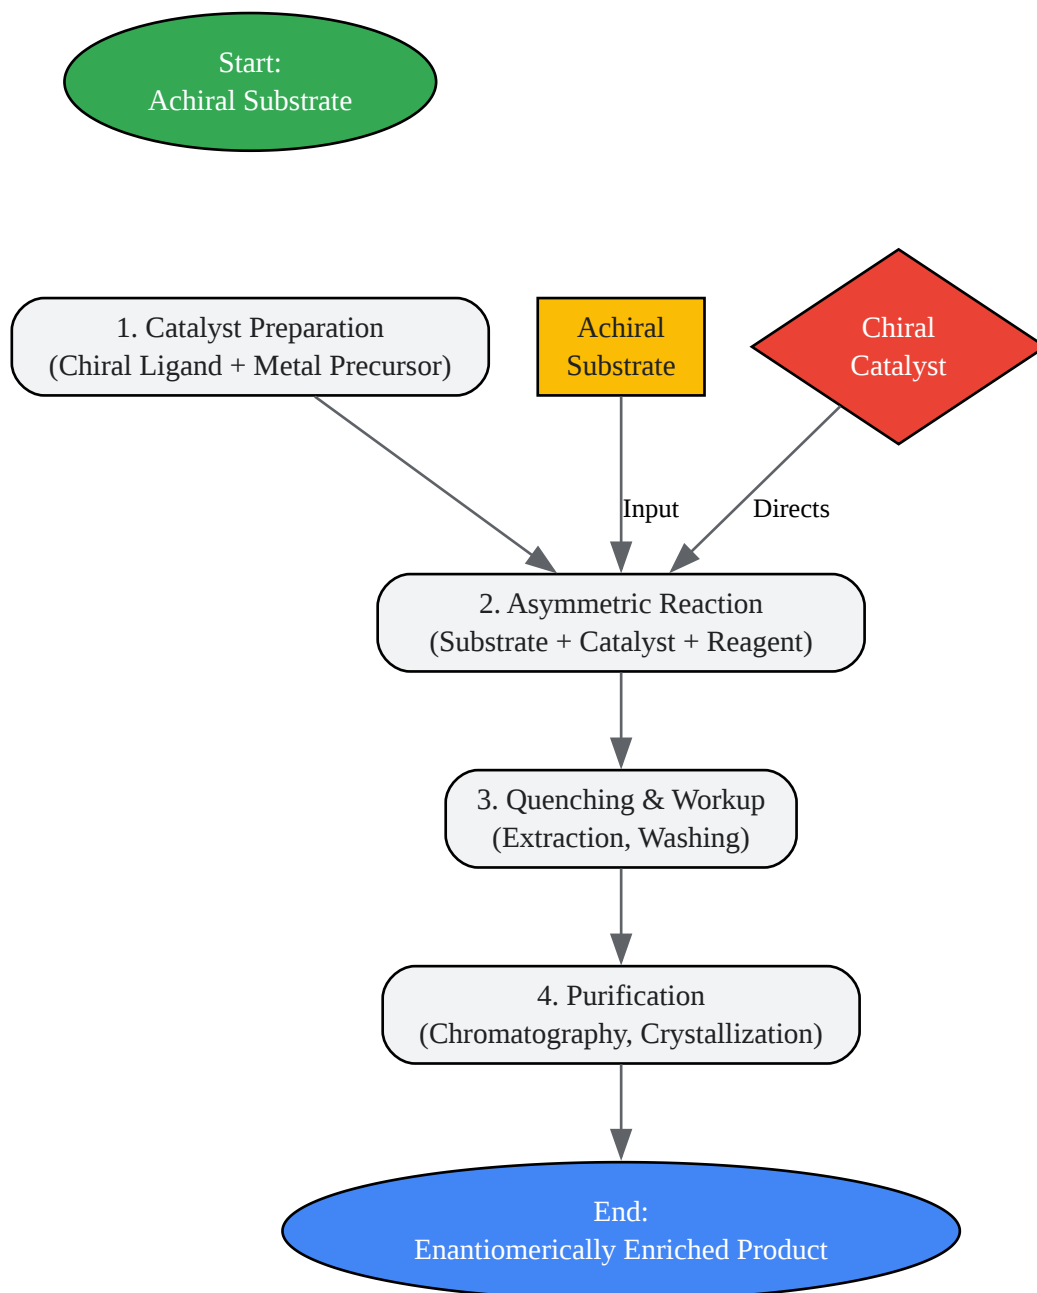 Start:
Achiral Substrate
1. Catalyst Preparation
(Chiral Ligand + Metal Precursor)
Achiral
Substrate
Chiral
Catalyst
Input
Directs
2. Asymmetric Reaction
(Substrate + Catalyst + Reagent)
3. Quenching & Workup
(Extraction, Washing)
4. Purification
(Chromatography, Crystallization)
End:
Enantiomerically Enriched Product